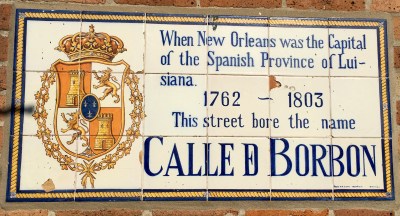 When New Orleans was the Capital
of the Spanish Province of Lui-
siana.
1762 ~ 1803
This street bore the name
CALLE D BORBON